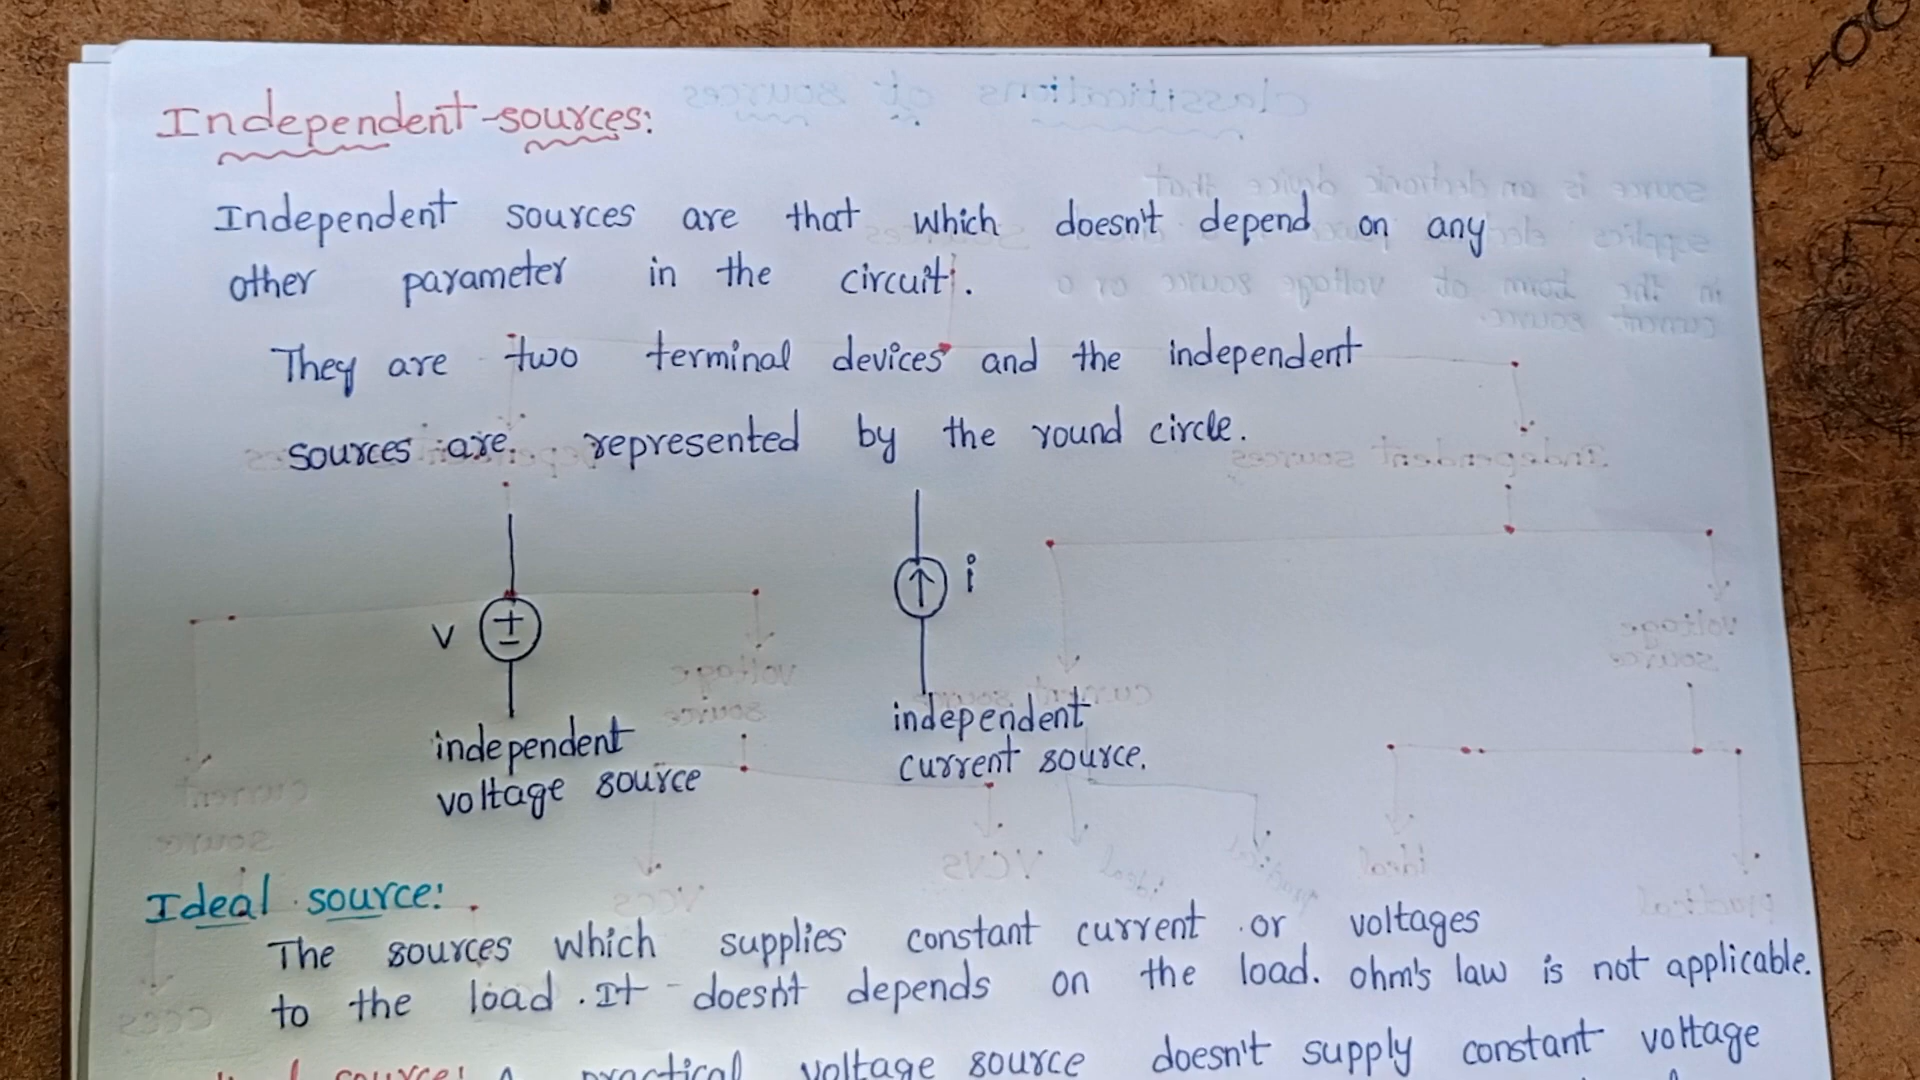 Independent sources:
Independent sources are that which doesn't depend on any
other parameter in the circuit.
They are two terminal devices and the independent
sources are represented by the round circle.
V
+
-
i
independent
voltage source
independent
current source.
Ideal source:
The sources which supplies constant current or voltages
to the load. It doesn't depends on the load. ohm's law is not applicable.
source: A practical voltage source doesn't supply constant voltage